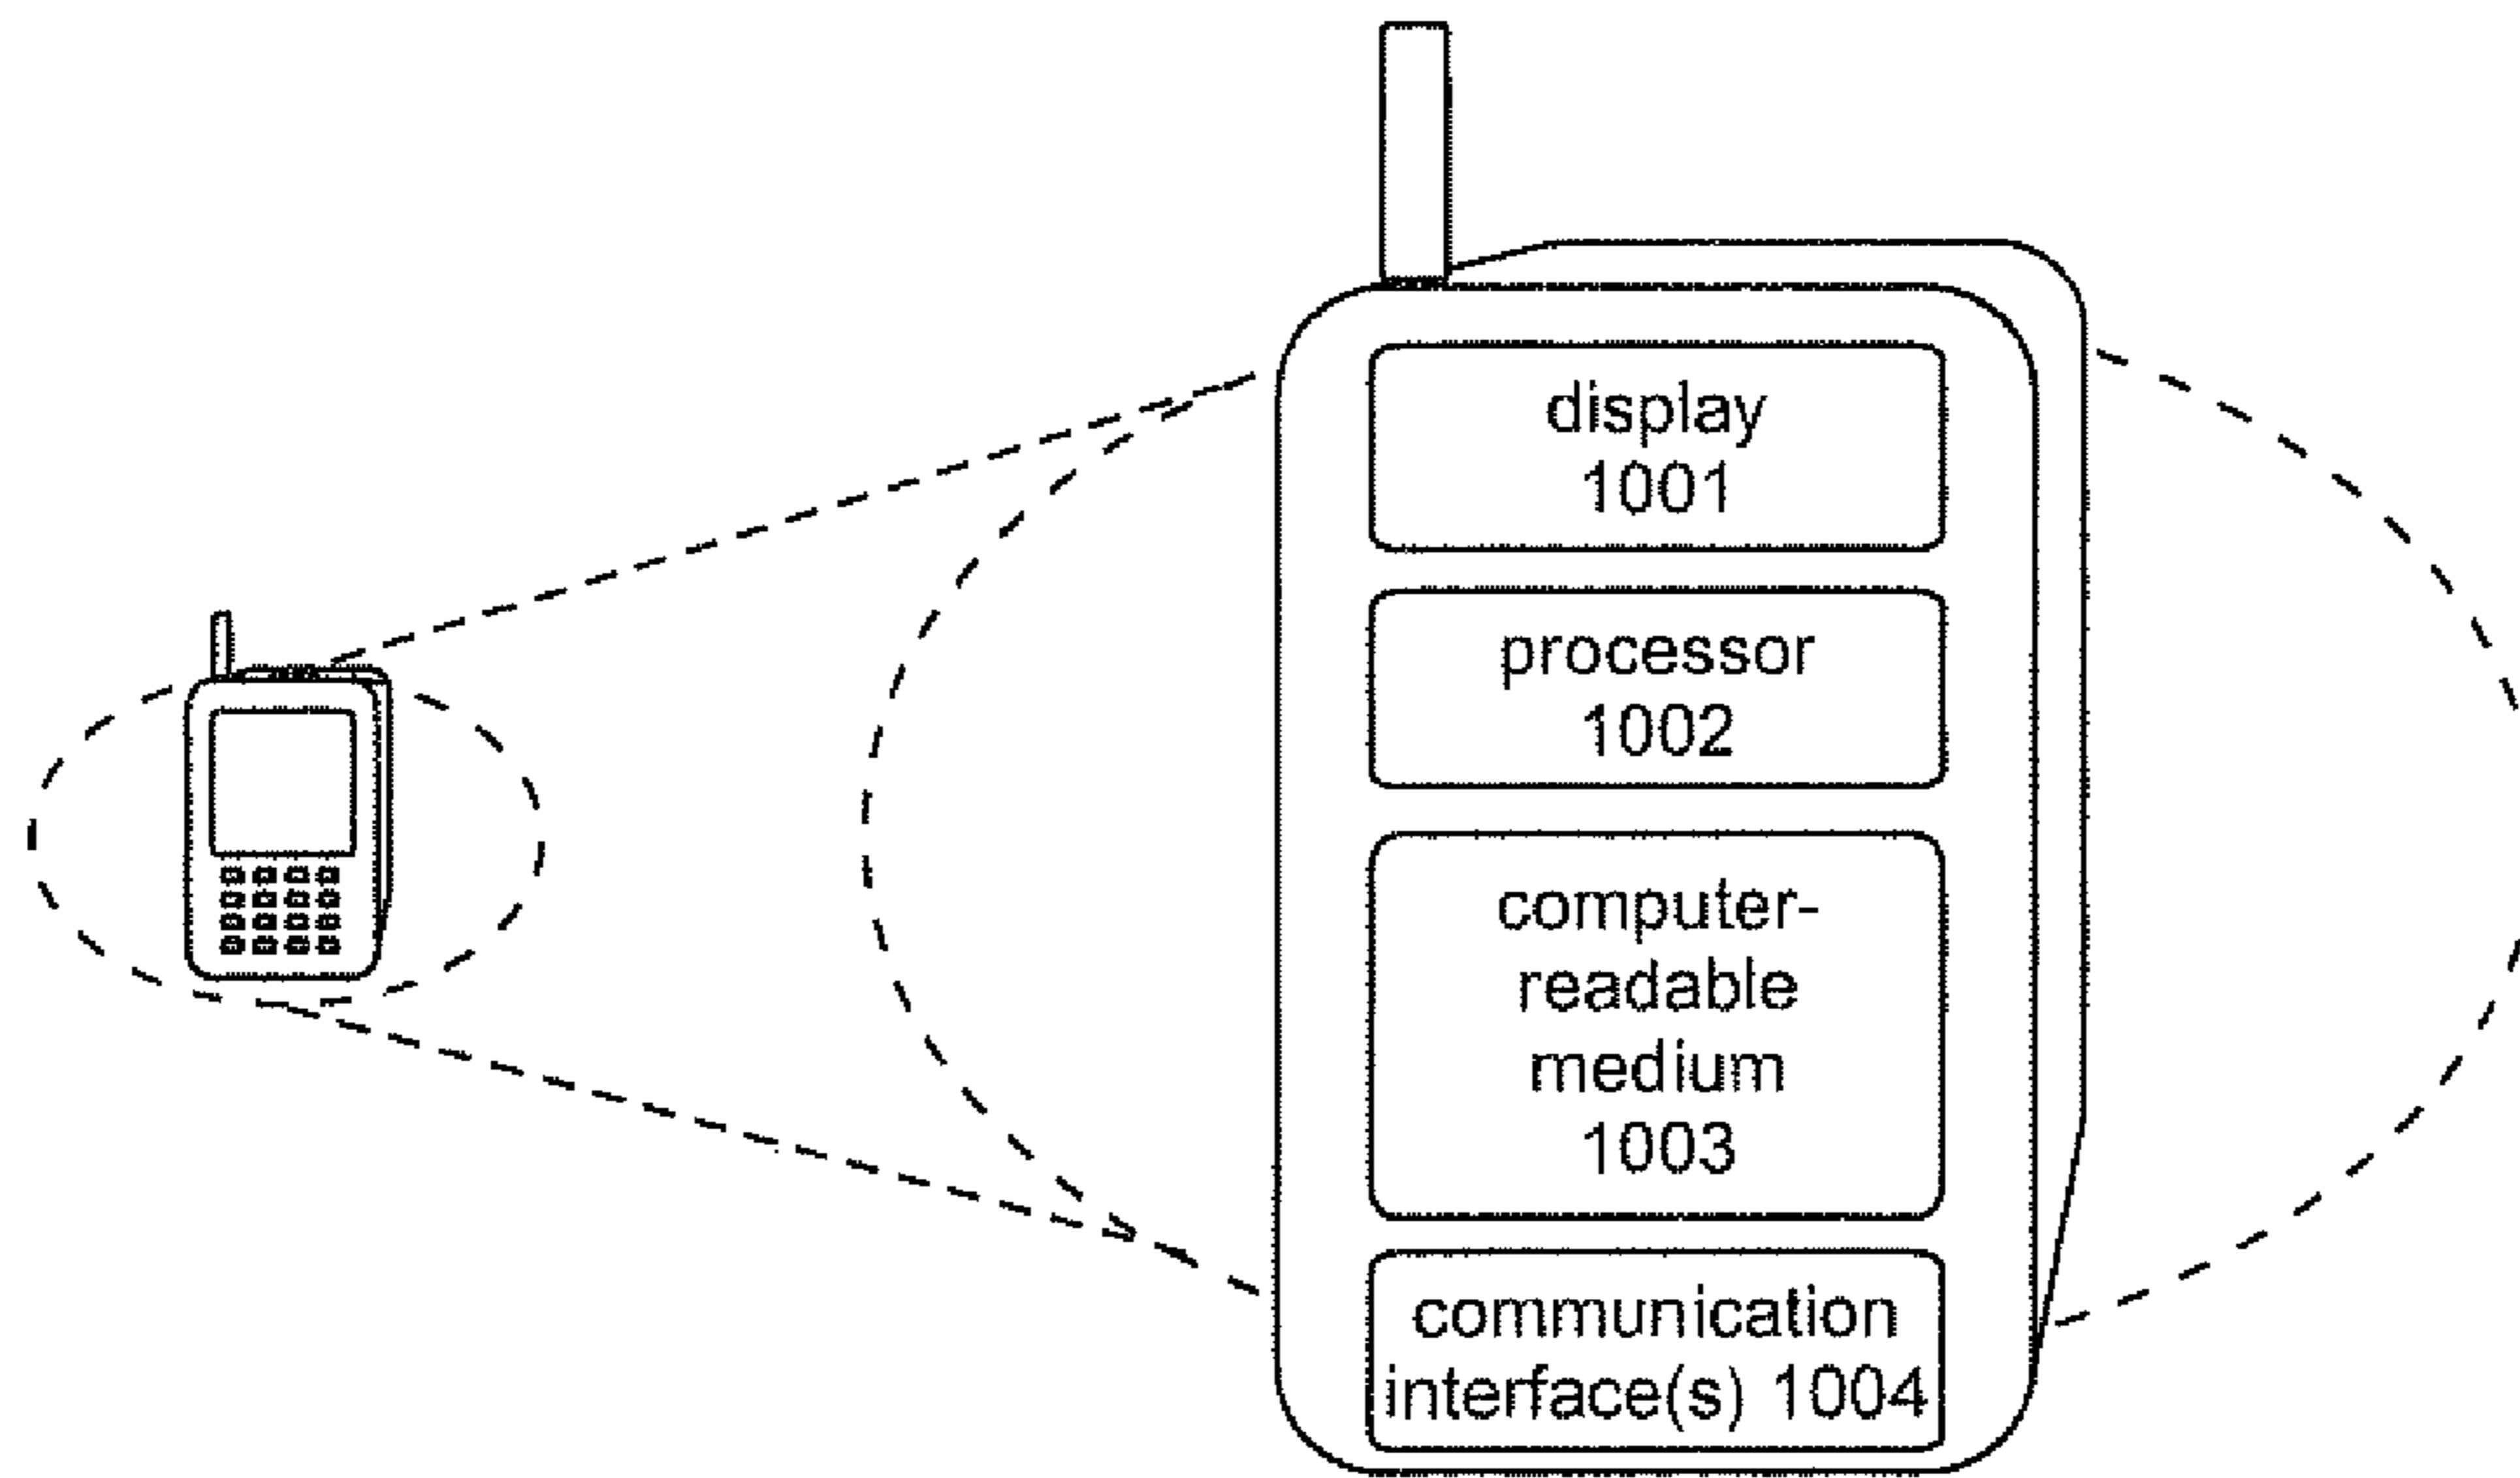 display
1001
processor
1002
computer-
readable
medium
1003
communication
interface(s) 1004